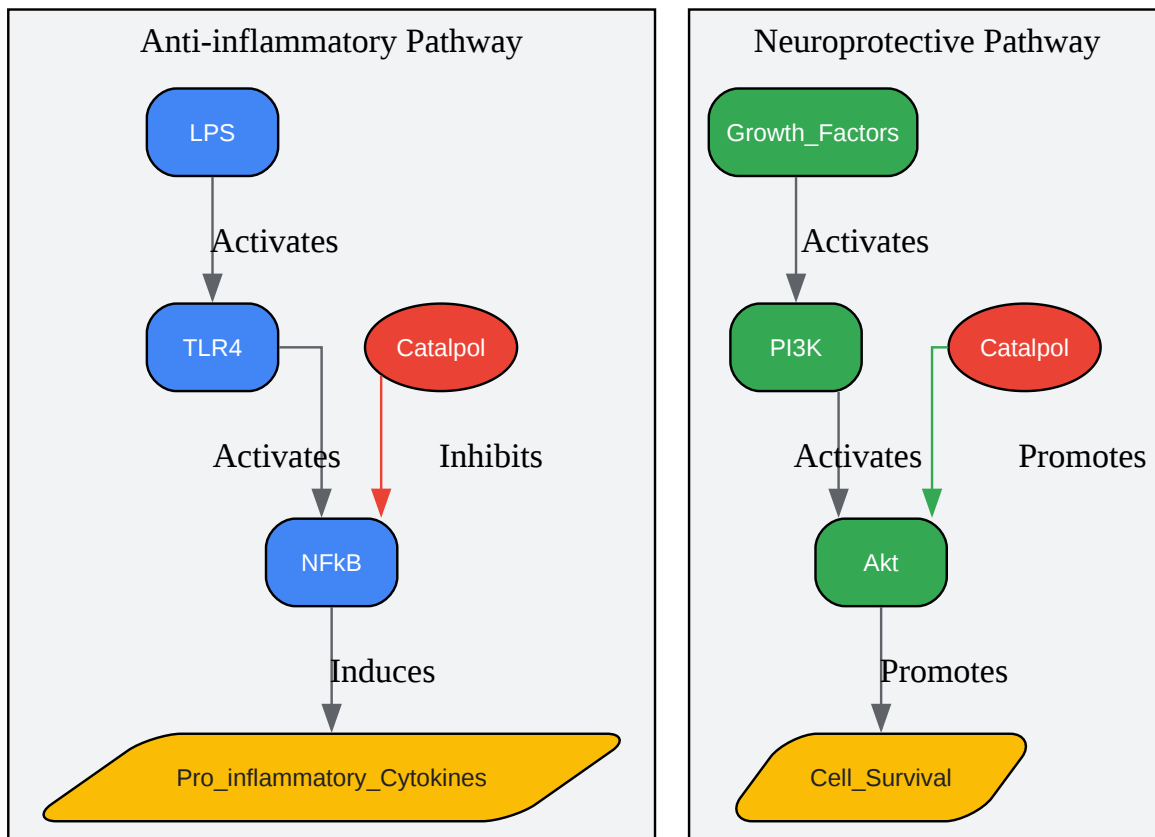 Anti-inflammatory Pathway
LPS
Activates
TLR4
Catalpol
Activates
Inhibits
NFkB
Induces
Pro_inflammatory_Cytokines
Neuroprotective Pathway
Growth_Factors
Activates
PI3K
Catalpol
Activates
Promotes
Akt
Promotes
Cell_Survival